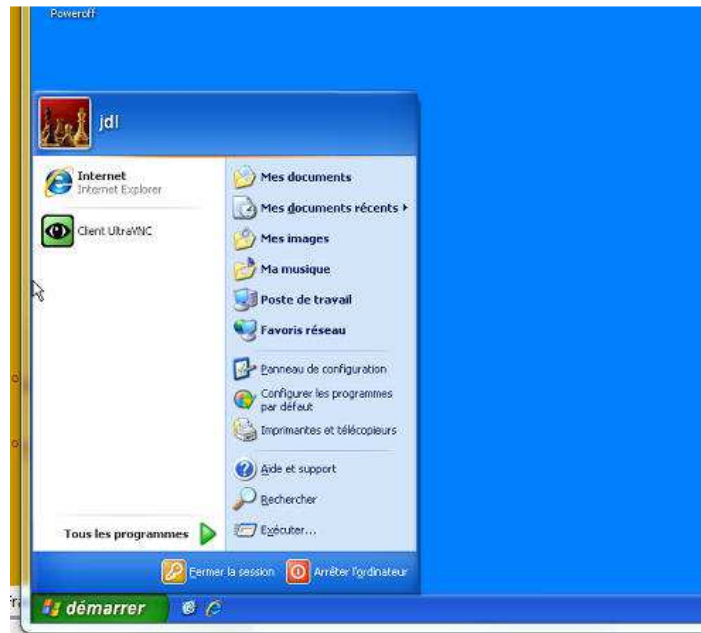 Poweroff
jdl
Internet
Internet Explorer
Client UltraVNC
Tous les programmes
Mes documents
Mes documents récents
Mes images
Ma musique
Poste de travail
Favoris réseau
Panneau de configuration
Configurer les programmes
par défaut
Imprimantes et télécopieurs
Aide et support
Rechercher
Exécuter...
Fermer la session
Arrêter l'ordinateur
démarrer